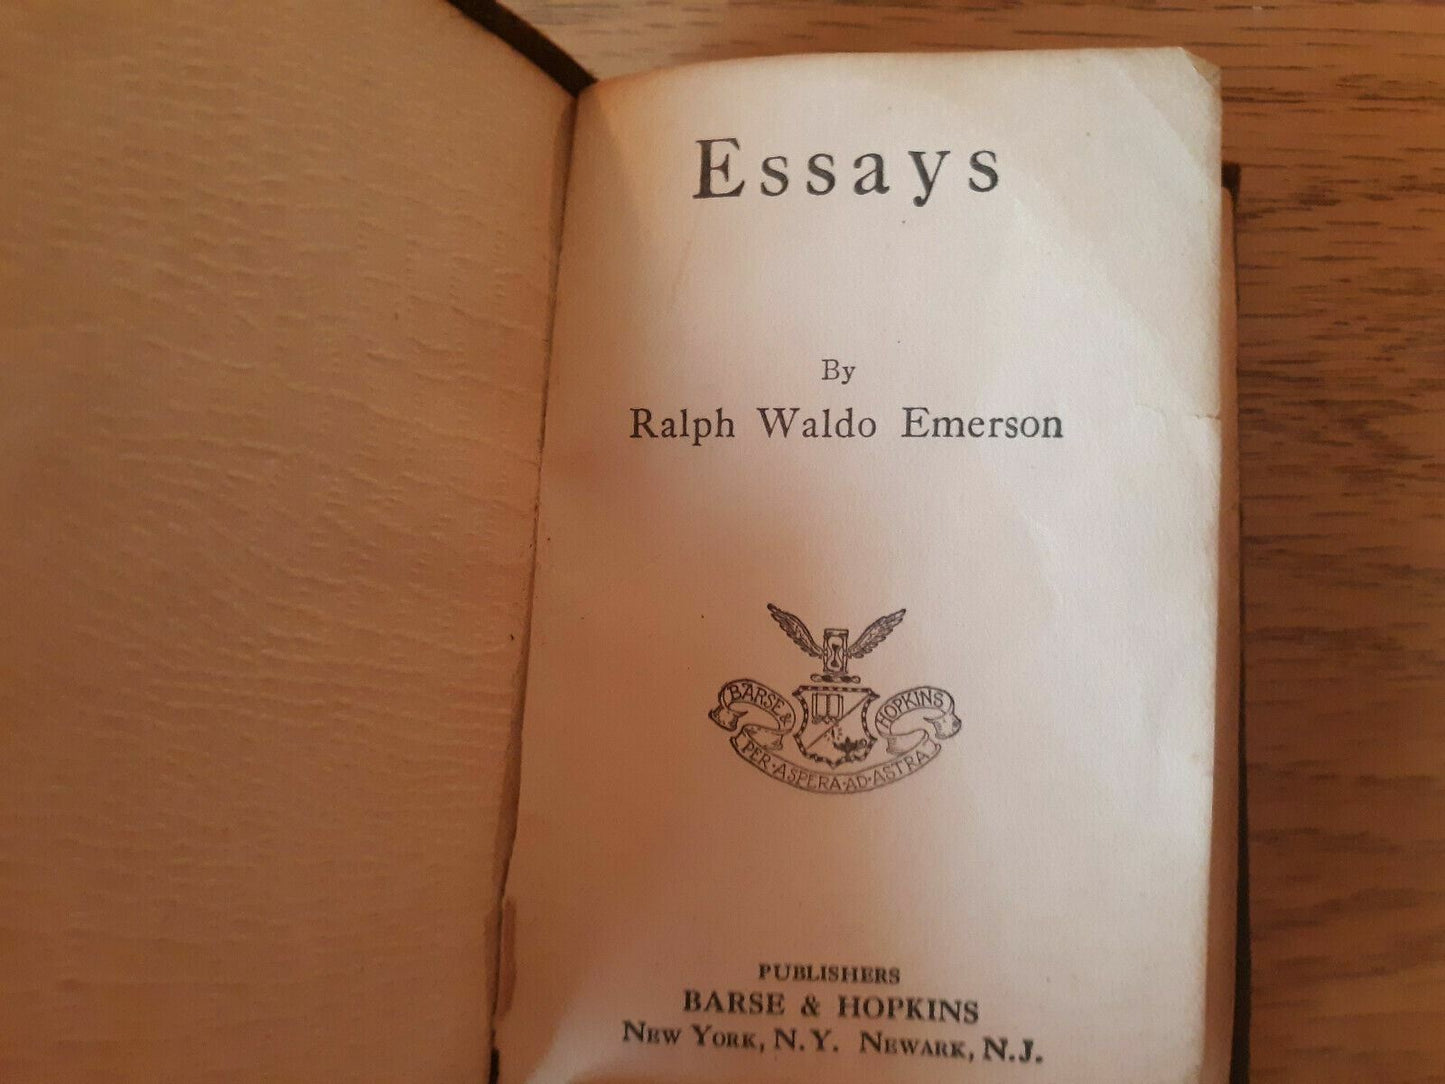 Essays
By
Ralph Waldo Emerson
BARSE & HOPKINS
PER·ASPERA·AD·ASTRA
PUBLISHERS
BARSE & HOPKINS
NEW YORK, N.Y. NEWARK, N.J.